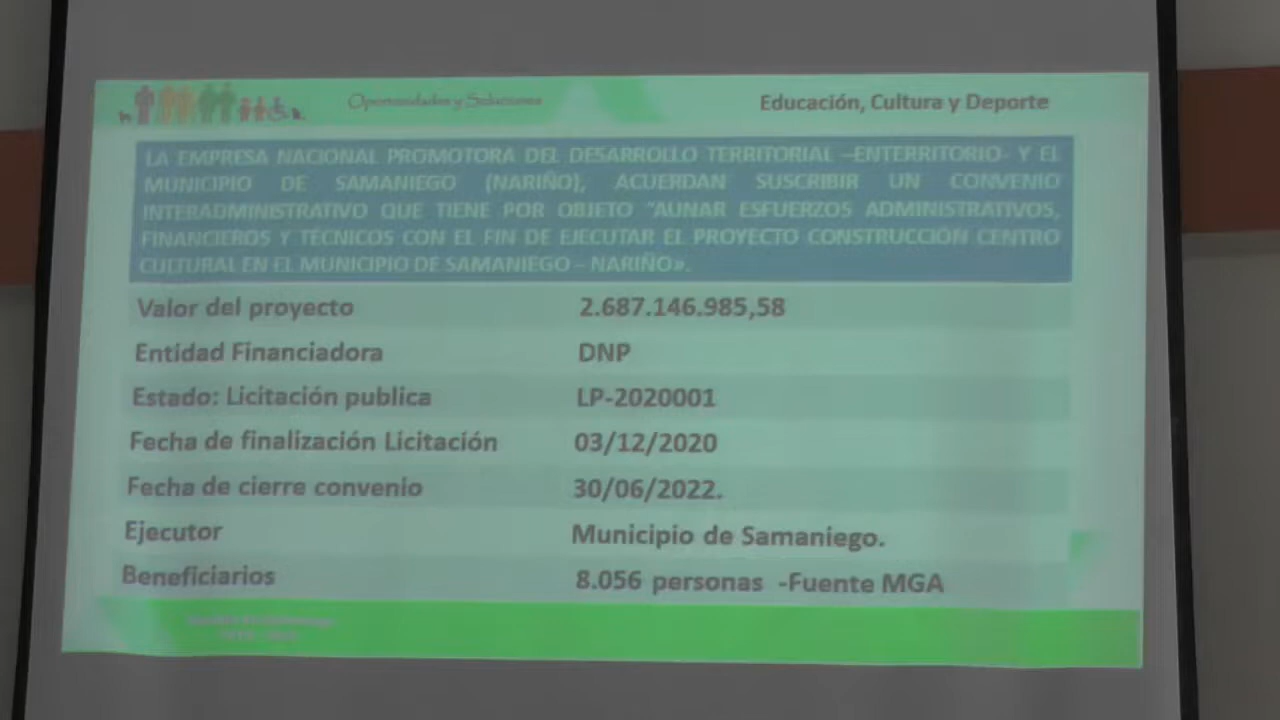 Oportunidades y Soluciones
Educación, Cultura y Deporte
LA EMPRESA NACIONAL PROMOTORA DEL DESARROLLO TERRITORIAL –ENTERRITORIO- Y EL
MUNICIPIO DE SAMANIEGO (NARIÑO), ACUERDAN SUSCRIBIR UN CONVENIO
INTERADMINISTRATIVO QUE TIENE POR OBJETO "AUNAR ESFUERZOS ADMINISTRATIVOS,
FINANCIEROS Y TÉCNICOS CON EL FIN DE EJECUTAR EL PROYECTO CONSTRUCCIÓN CENTRO
CULTURAL EN EL MUNICIPIO DE SAMANIEGO – NARIÑO».
Valor del proyecto 2.687.146.985,58
Entidad Financiadora DNP
Estado: Licitación publica LP-2020001
Fecha de finalización Licitación 03/12/2020
Fecha de cierre convenio 30/06/2022.
Ejecutor Municipio de Samaniego.
Beneficiarios 8.056 personas -Fuente MGA